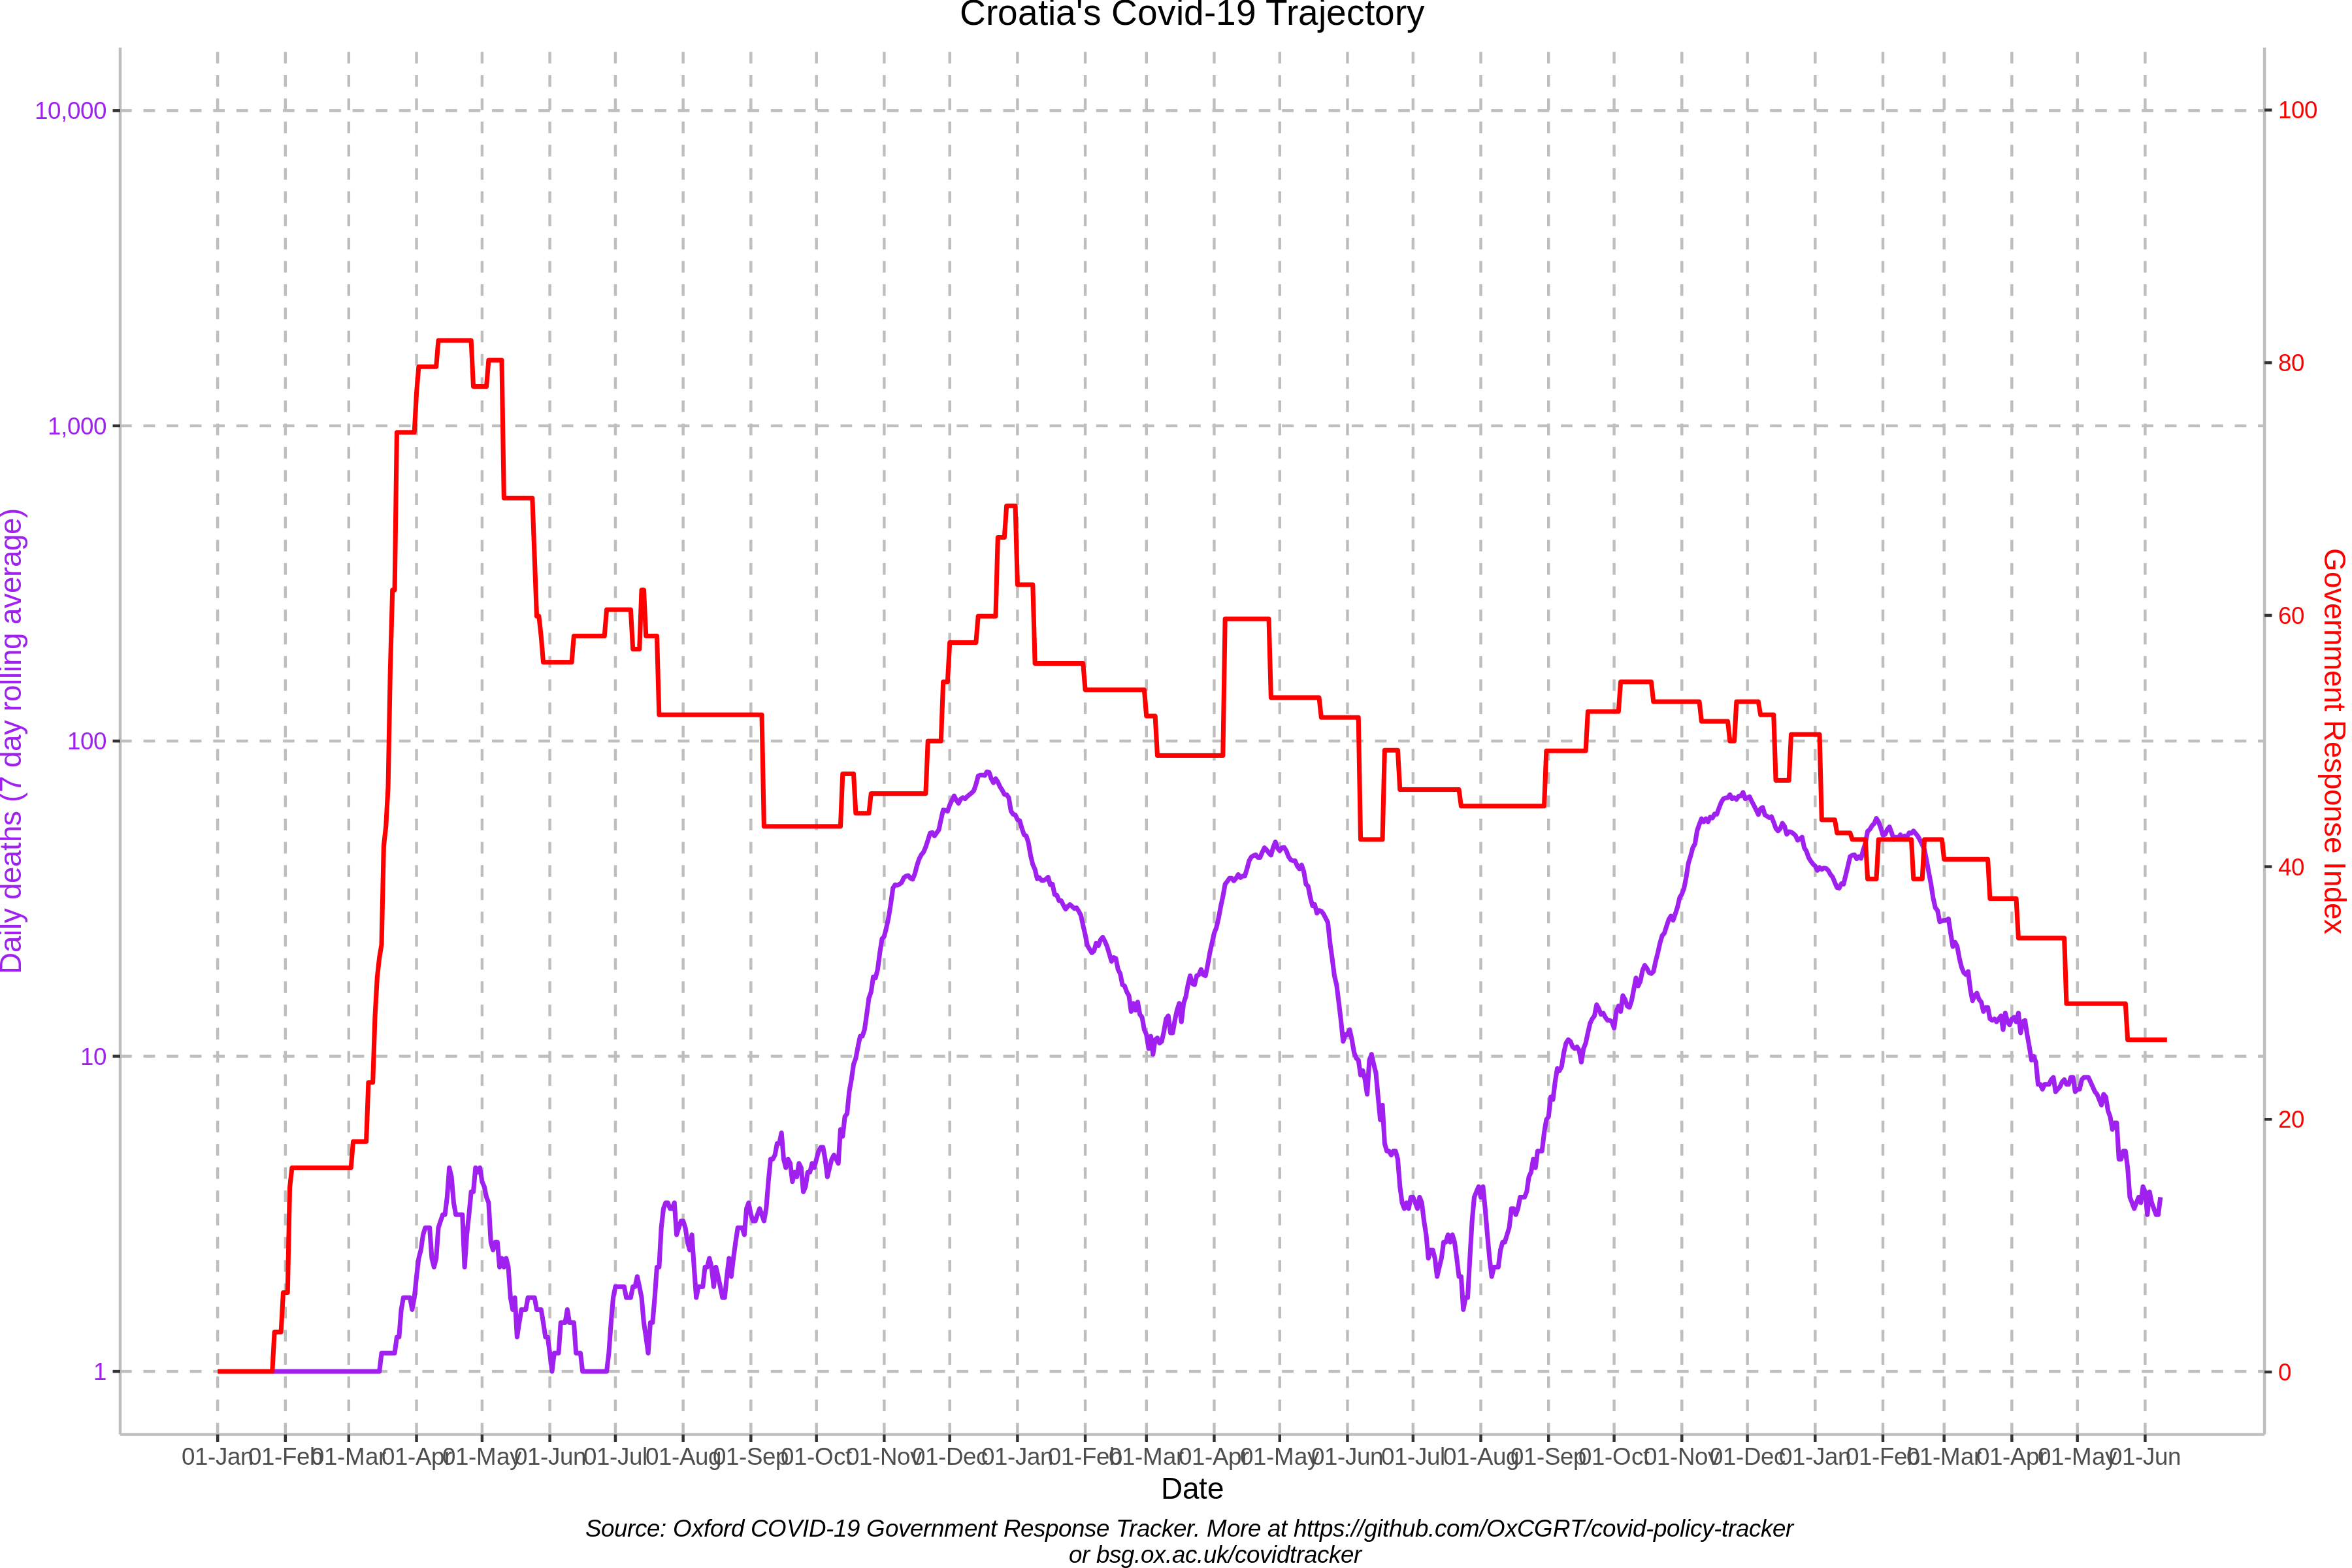 Croatia's Covid-19 Trajectory
Daily deaths (7 day rolling average)
10,000
1,000
100
10
1
100
80
60
40
20
0
Government Response Index
01-Jan 01-Feb 01-Mar 01-Apr 01-May 01-Jun 01-Jul 01-Aug 01-Sep 01-Oct 01-Nov 01-Dec 01-Jan 01-Feb 01-Mar 01-Apr 01-May 01-Jun 01-Jul 01-Aug 01-Sep 01-Oct 01-Nov 01-Dec 01-Jan 01-Feb 01-Mar 01-Apr 01-May 01-Jun
Date
Source: Oxford COVID-19 Government Response Tracker. More at https://github.com/OxCGRT/covid-policy-tracker
or bsg.ox.ac.uk/covidtracker